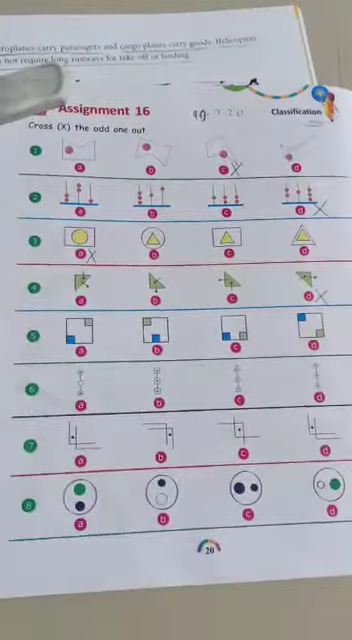 roplanes carry passengers and cargo planes carry goods. Helicopters
not require long runways for take off or landing.
Assignment 16
Classification
Cross (X) the odd one out
1
a b c X d
2
a b c d X
3
a X b c d
4
a b c d X
5
a b c d
6
a b c d
7
a b c d
8
a b c d
20